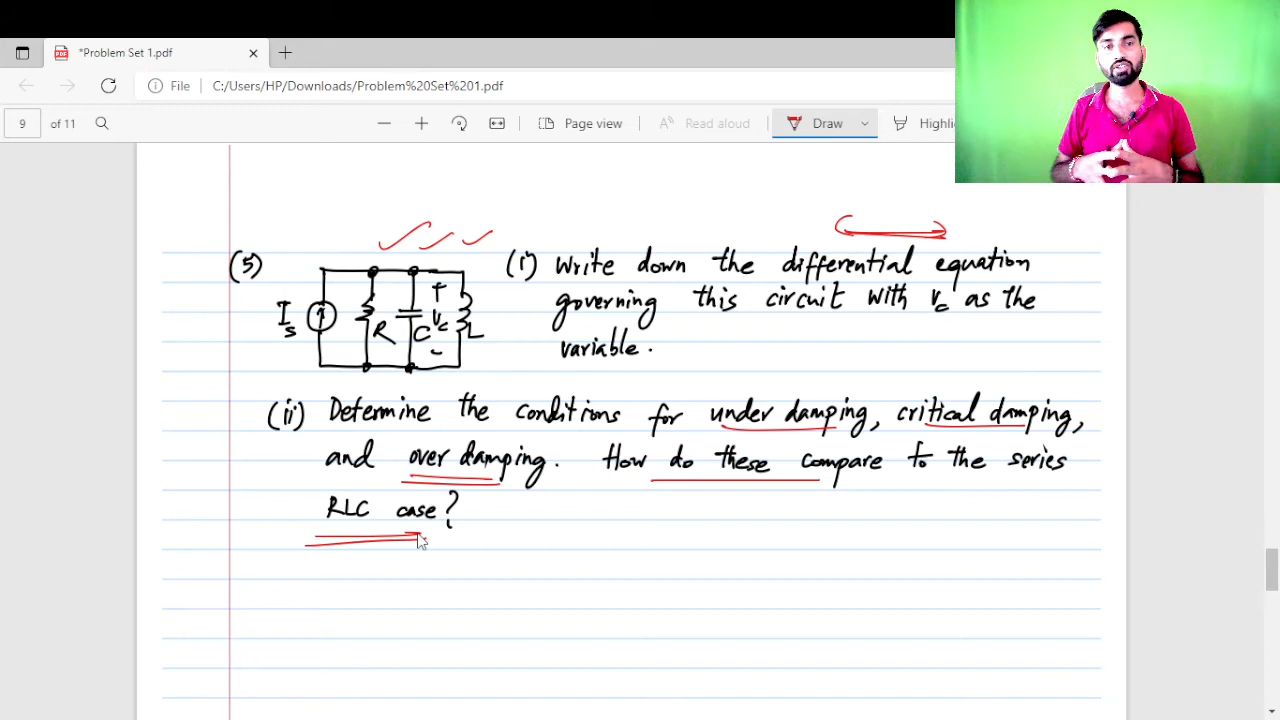 *Problem Set 1.pdf
File C:/Users/HP/Downloads/Problem%20Set%201.pdf
9 of 11 Page view Read aloud Draw Highli
(5) (i) Write down the differential equation
Is R C + vc - L governing this circuit with vc as the
variable.
(ii) Determine the conditions for under damping, critical damping,
and over damping. How do these compare to the series
RLC case?